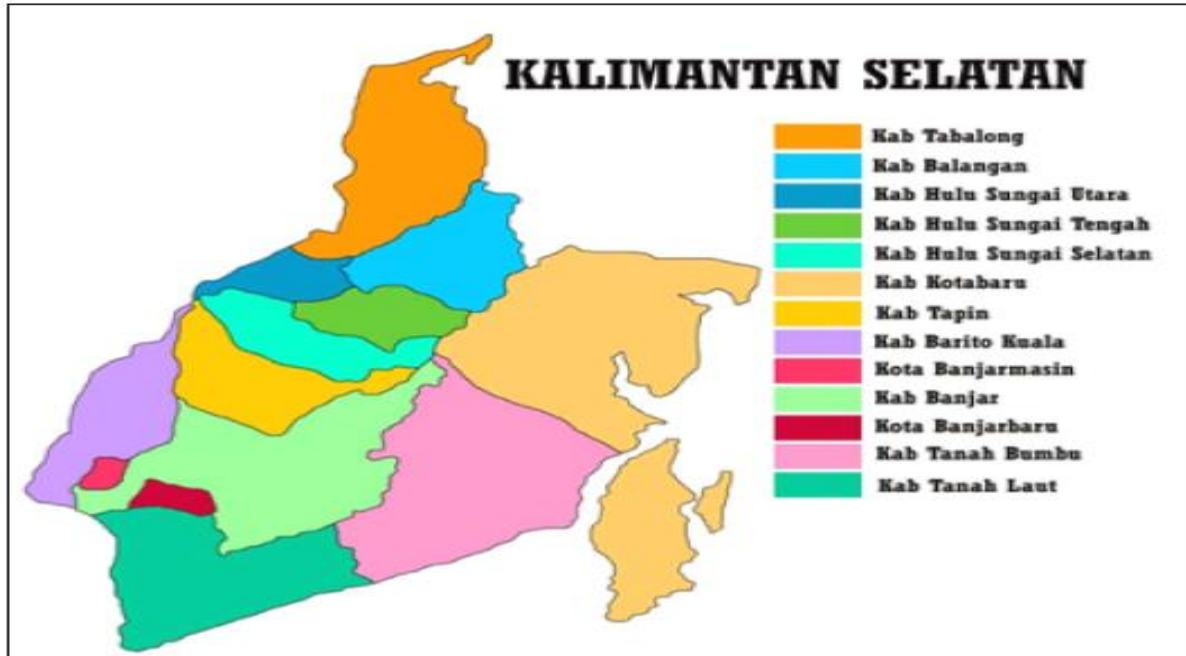 KALIMANTAN SELATAN
Kab Tabalong
Kab Balangan
Kab Hulu Sungai Utara
Kab Hulu Sungai Tengah
Kab Hulu Sungai Selatan
Kab Kotabaru
Kab Tapin
Kab Barito Kuala
Kota Banjarmasin
Kab Banjar
Kota Banjarbaru
Kab Tanah Bumbu
Kab Tanah Laut